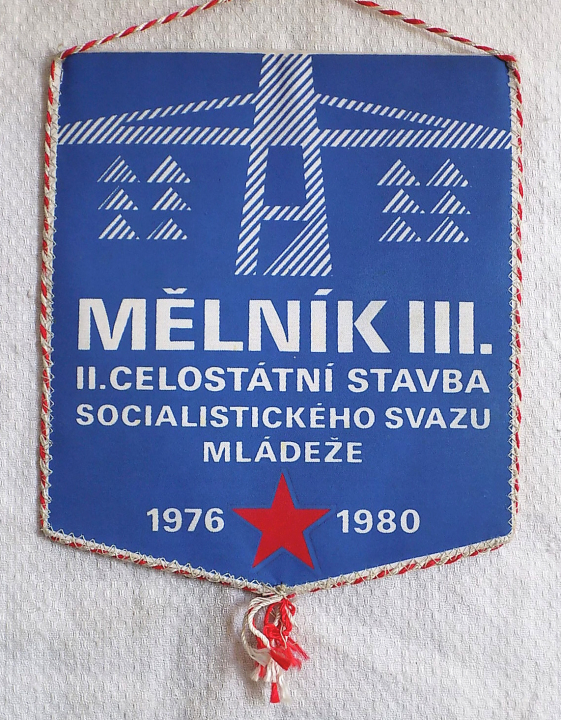 MĚLNÍK III.
II.CELOSTÁTNÍ STAVBA
SOCIALISTICKÉHO SVAZU
MLÁDEŽE
1976 1980